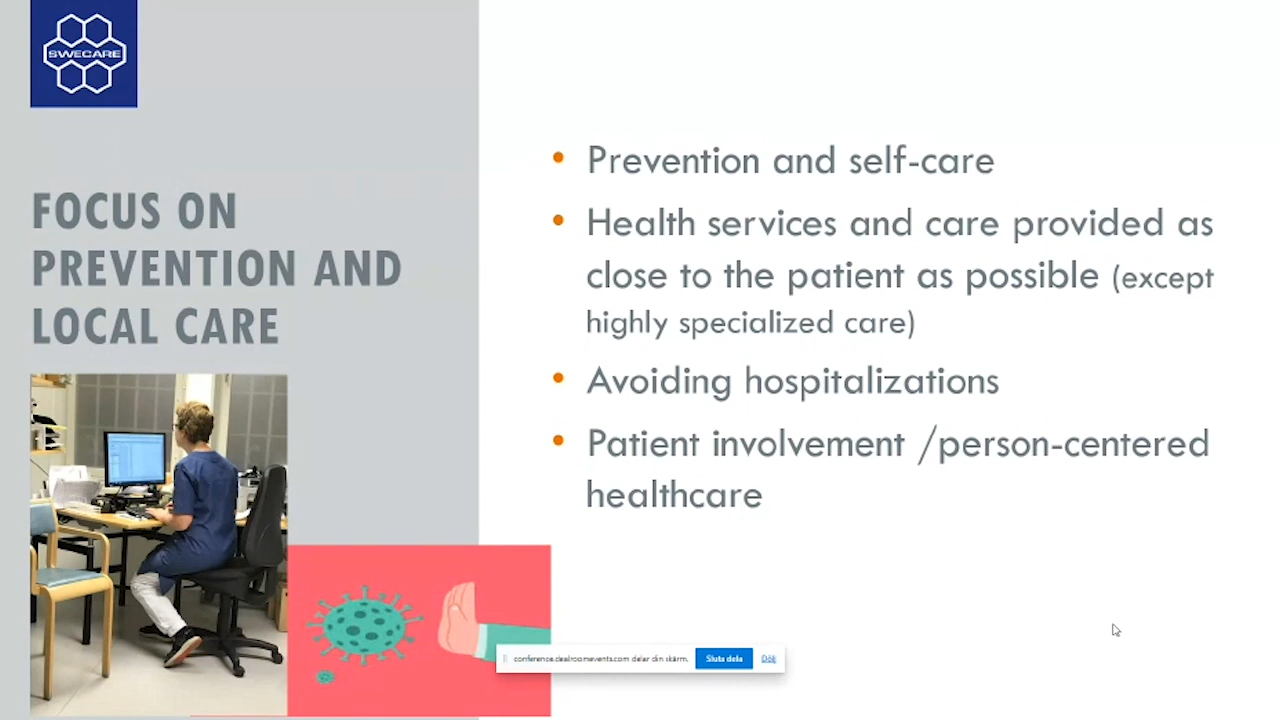 SWECARE
FOCUS ON
PREVENTION AND
LOCAL CARE
• Prevention and self-care
• Health services and care provided as
close to the patient as possible (except
highly specialized care)
• Avoiding hospitalizations
• Patient involvement /person-centered
healthcare
conference.dealroomevents.com delar din skärm.
Sluta dela
Dölj